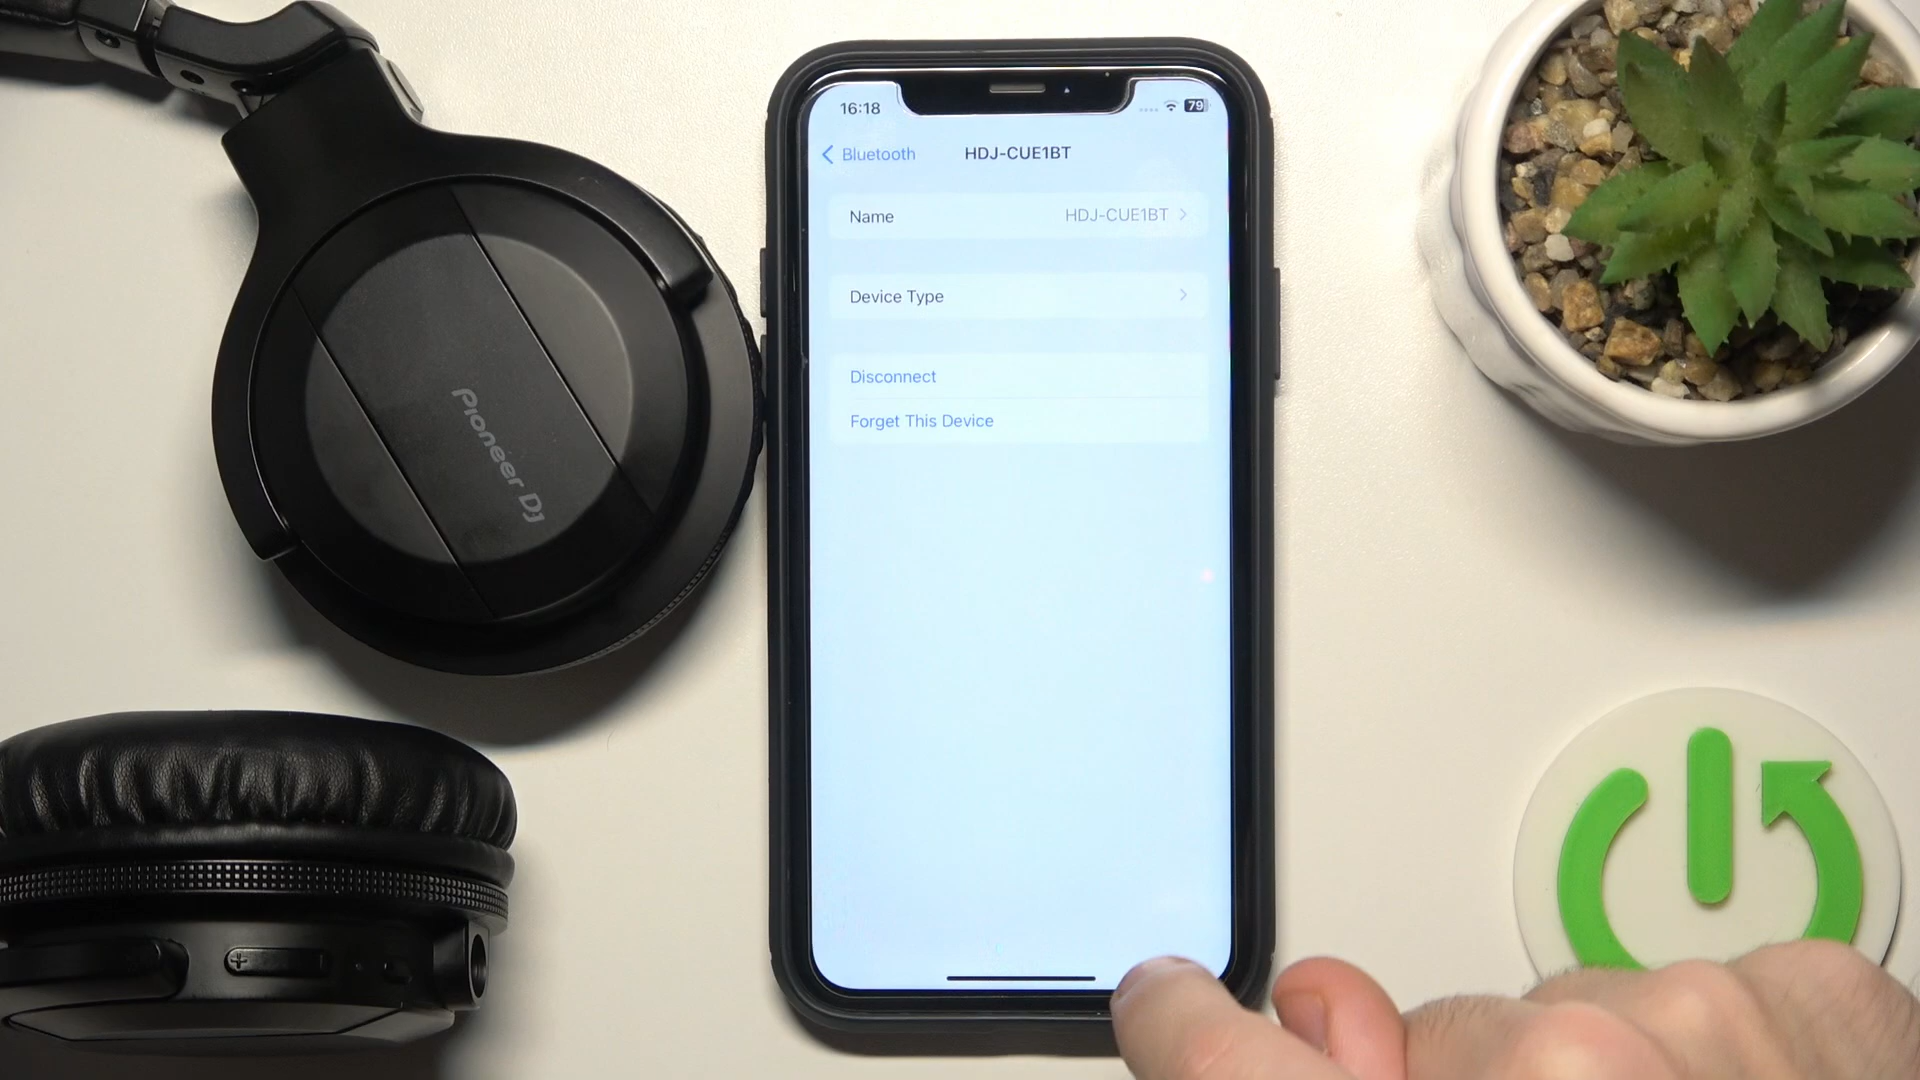 16:18
79
Bluetooth
HDJ-CUE1BT
Name
HDJ-CUE1BT
Device Type
Disconnect
Forget This Device
Pioneer Dj
+